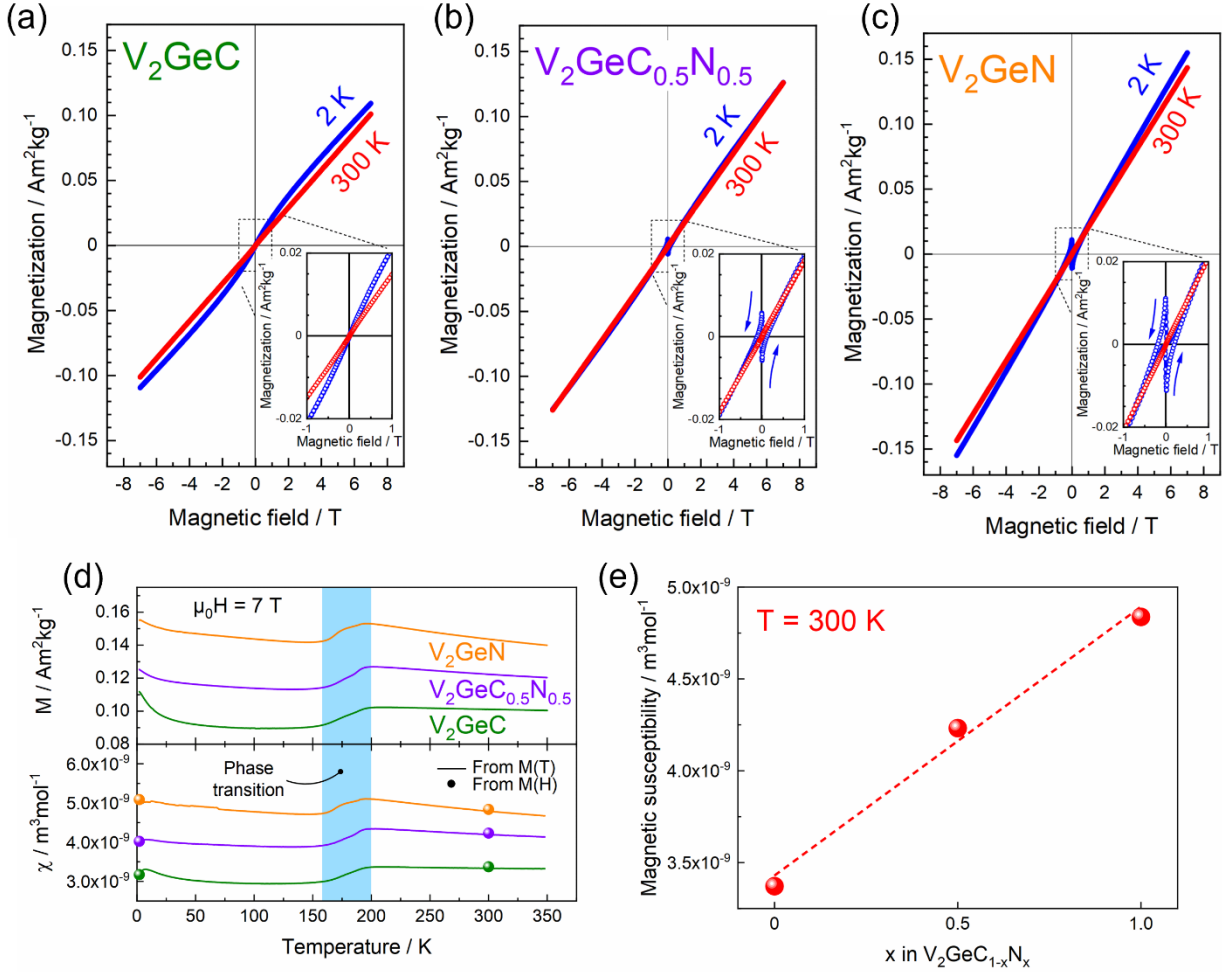 (a)
V₂GeC
0.15
0.10
0.05
0
-0.05
-0.10
-0.15
Magnetization / Am²kg⁻¹
2 K
300 K
0.02
0
-0.02
Magnetization / Am²kg⁻¹
-1 0 1
Magnetic field / T
-8 -6 -4 -2 0 2 4 6 8
Magnetic field / T
(b)
V₂GeC₀.₅N₀.₅
0.15
0.10
0.05
0
-0.05
-0.10
-0.15
Magnetization / Am²kg⁻¹
2 K
300 K
0.02
0
-0.02
Magnetization / Am²kg⁻¹
-1 0 1
Magnetic field / T
-8 -6 -4 -2 0 2 4 6 8
Magnetic field / T
(c)
V₂GeN
0.15
0.10
0.05
0
-0.05
-0.10
-0.15
Magnetization / Am²kg⁻¹
2 K
300 K
0.02
0
-0.02
Magnetization / Am²kg⁻¹
-1 0 1
Magnetic field / T
-8 -6 -4 -2 0 2 4 6 8
Magnetic field / T
(d)
μ₀H = 7 T
0.16
0.14
0.12
0.10
0.08
M / Am²kg⁻¹
V₂GeN
V₂GeC₀.₅N₀.₅
V₂GeC
Phase
transition
From M(T)
From M(H)
6.0x10⁻⁹
5.0x10⁻⁹
4.0x10⁻⁹
3.0x10⁻⁹
χ / m³mol⁻¹
0 50 100 150 200 250 300 350
Temperature / K
(e)
T = 300 K
5.0x10⁻⁹
4.5x10⁻⁹
4.0x10⁻⁹
3.5x10⁻⁹
Magnetic susceptibility / m³mol⁻¹
0 0.5 1.0
x in V₂GeC₁₋ₓNₓ